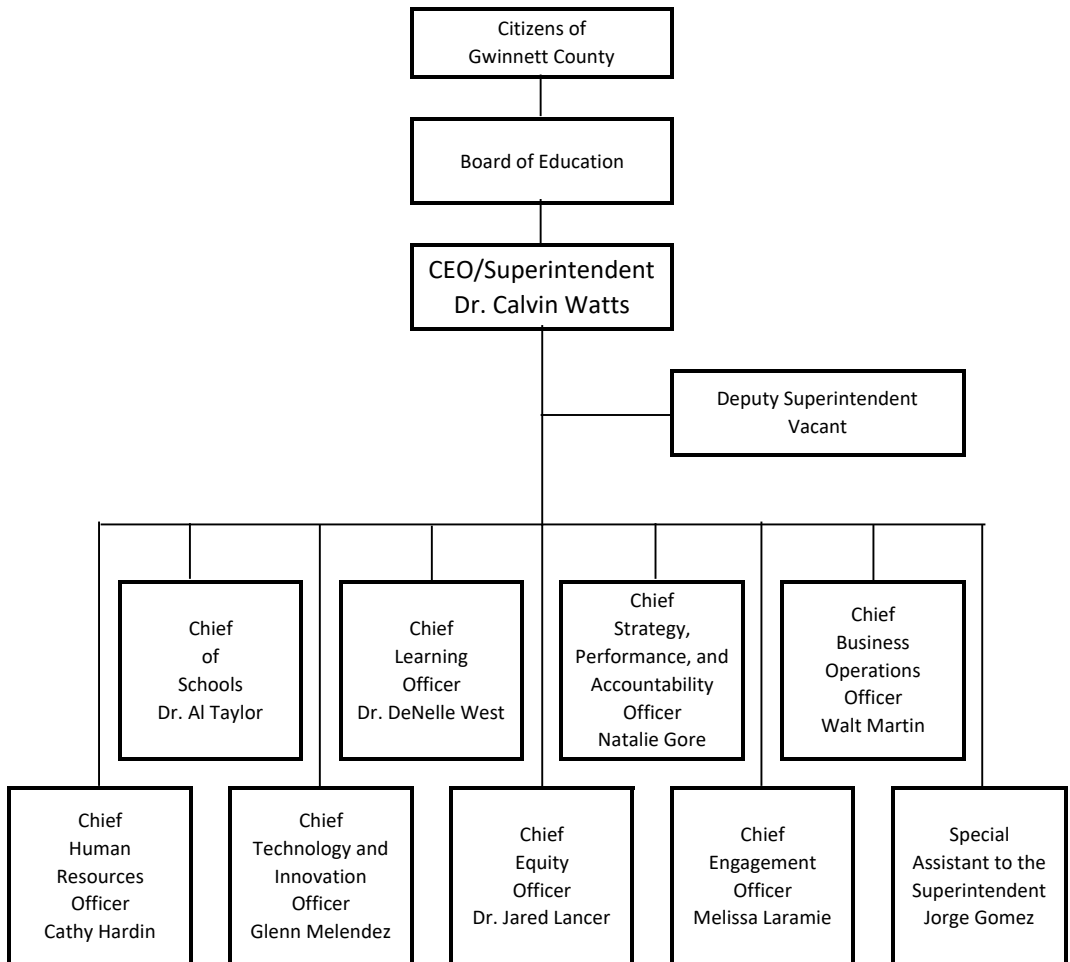 Citizens of
Gwinnett County
Board of Education
CEO/Superintendent
Dr. Calvin Watts
Deputy Superintendent
Vacant
Chief
of
Schools
Dr. Al Taylor
Chief
Learning
Officer
Dr. DeNelle West
Chief
Strategy,
Performance, and
Accountability
Officer
Natalie Gore
Chief
Business
Operations
Officer
Walt Martin
Chief
Human
Resources
Officer
Cathy Hardin
Chief
Technology and
Innovation
Officer
Glenn Melendez
Chief
Equity
Officer
Dr. Jared Lancer
Chief
Engagement
Officer
Melissa Laramie
Special
Assistant to the
Superintendent
Jorge Gomez